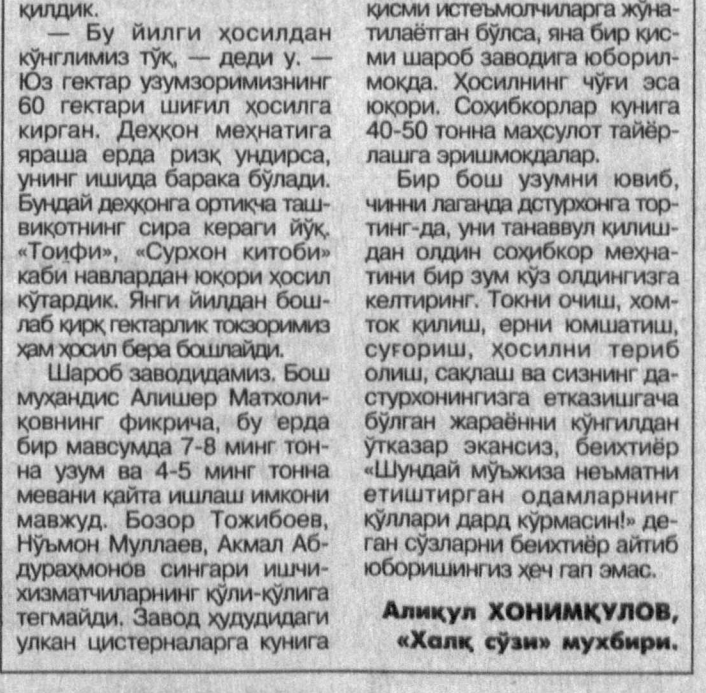 қилдик.
— Бу йилги ҳосилдан
кўнглимиз тўқ, — деди у. —
Юз гектар узумзоримизнинг
60 гектари шиғил ҳосилга
кирган. Деҳқон меҳнатига
яраша ерда ризқ ундирса,
унинг ишида барака бўлади.
Бундай деҳқонга ортиқча таш-
виқотнинг сира кераги йўқ.
«Тоифи», «Сурхон китоби»
каби навлардан юқори ҳосил
кўтардик. Янги йилдан бош-
лаб қирқ гектарлик токзоримиз
ҳам ҳосил бера бошлайди.
Шароб заводидамиз. Бош
муҳандис Алишер Матхоли-
қовнинг фикрича, бу ерда
бир мавсумда 7-8 минг тон-
на узум ва 4-5 минг тонна
мевани қайта ишлаш имкони
мавжуд. Бозор Тожибоев,
Нўъмон Муллаев, Акмал Аб-
дураҳмонов сингари ишчи-
хизматчиларнинг қўли-қўлига
тегмайди. Завод ҳудудидаги
улкан цистерналарга кунига
қисми истеъмолчиларга жўна-
тилаётган бўлса, яна бир қис-
ми шароб заводига юборил-
моқда. Ҳосилнинг чўғи эса
юқори. Соҳибкорлар кунига
40-50 тонна маҳсулот тайёр-
лашга эришмоқдалар.
Бир бош узумни ювиб,
чинни лаганда дстурхонга тор-
тинг-да, уни танаввул қилиш-
дан олдин соҳибкор меҳна-
тини бир зум кўз олдингизга
келтиринг. Токни очиш, хом-
ток қилиш, ерни юмшатиш,
суғориш, ҳосилни териб
олиш, сақлаш ва сизнинг да-
стурхонингизга етказишгача
бўлган жараённи кўнгилдан
ўтказар экансиз, беихтиёр
«Шундай мўъжиза неъматни
етиштирган одамларнинг
қўллари дард кўрмасин!» де-
ган сўзларни беихтиёр айтиб
юборишингиз ҳеч гап эмас.
Алиқул ХОНИМҚУЛОВ,
«Халқ сўзи» мухбири.